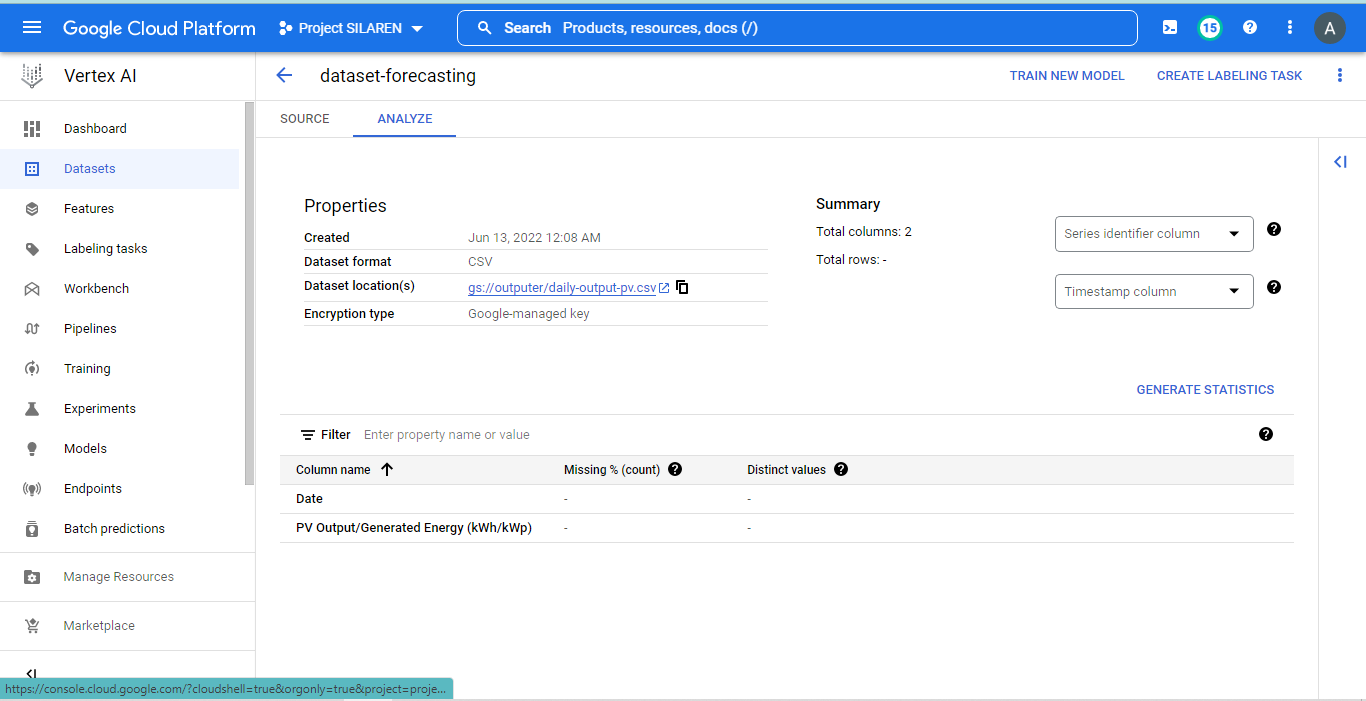 Google Cloud Platform
Project SILAREN
Search Products, resources, docs (/)
15
A
Vertex AI
dataset-forecasting
TRAIN NEW MODEL
CREATE LABELING TASK
Dashboard
Datasets
Features
Labeling tasks
Workbench
Pipelines
Training
Experiments
Models
Endpoints
Batch predictions
Manage Resources
Marketplace
SOURCE
ANALYZE
Properties
Created Jun 13, 2022 12:08 AM
Dataset format CSV
Dataset location(s) gs://outputer/daily-output-pv.csv
Encryption type Google-managed key
Summary
Total columns: 2
Total rows: -
Series identifier column
Timestamp column
GENERATE STATISTICS
Filter Enter property name or value
Column name Missing % (count) Distinct values
Date - -
PV Output/Generated Energy (kWh/kWp) - -
https://console.cloud.google.com/?cloudshell=true&orgonly=true&project=proje...